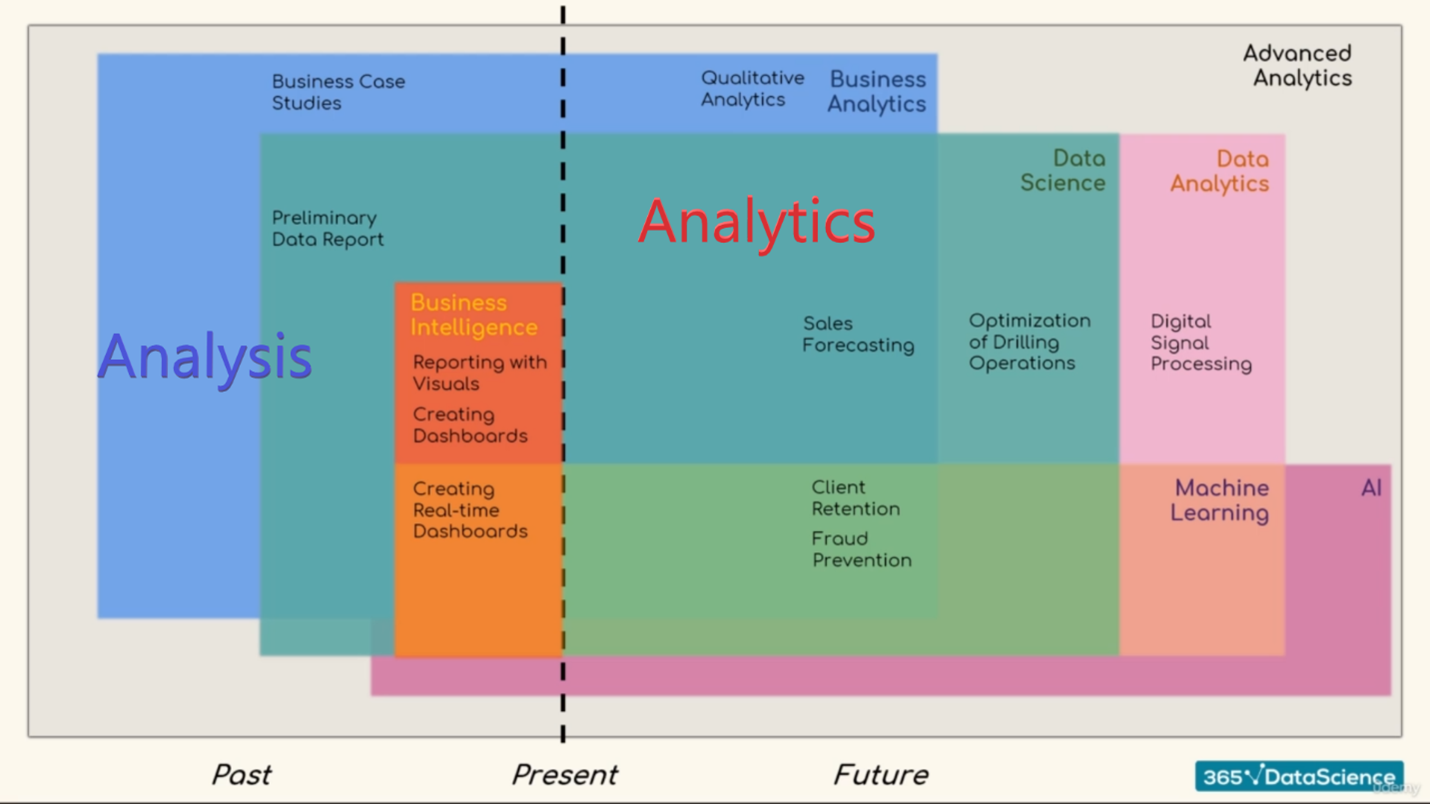 Advanced
Analytics
Business Case
Studies
Qualitative
Analytics
Business
Analytics
Data
Science
Data
Analytics
Preliminary
Data Report
Analytics
Analysis
Business
Intelligence
Reporting with
Visuals
Creating
Dashboards
Sales
Forecasting
Optimization
of Drilling
Operations
Digital
Signal
Processing
Creating
Real-time
Dashboards
Client
Retention
Fraud
Prevention
Machine
Learning
AI
Past
Present
Future
365 DataScience
udemy